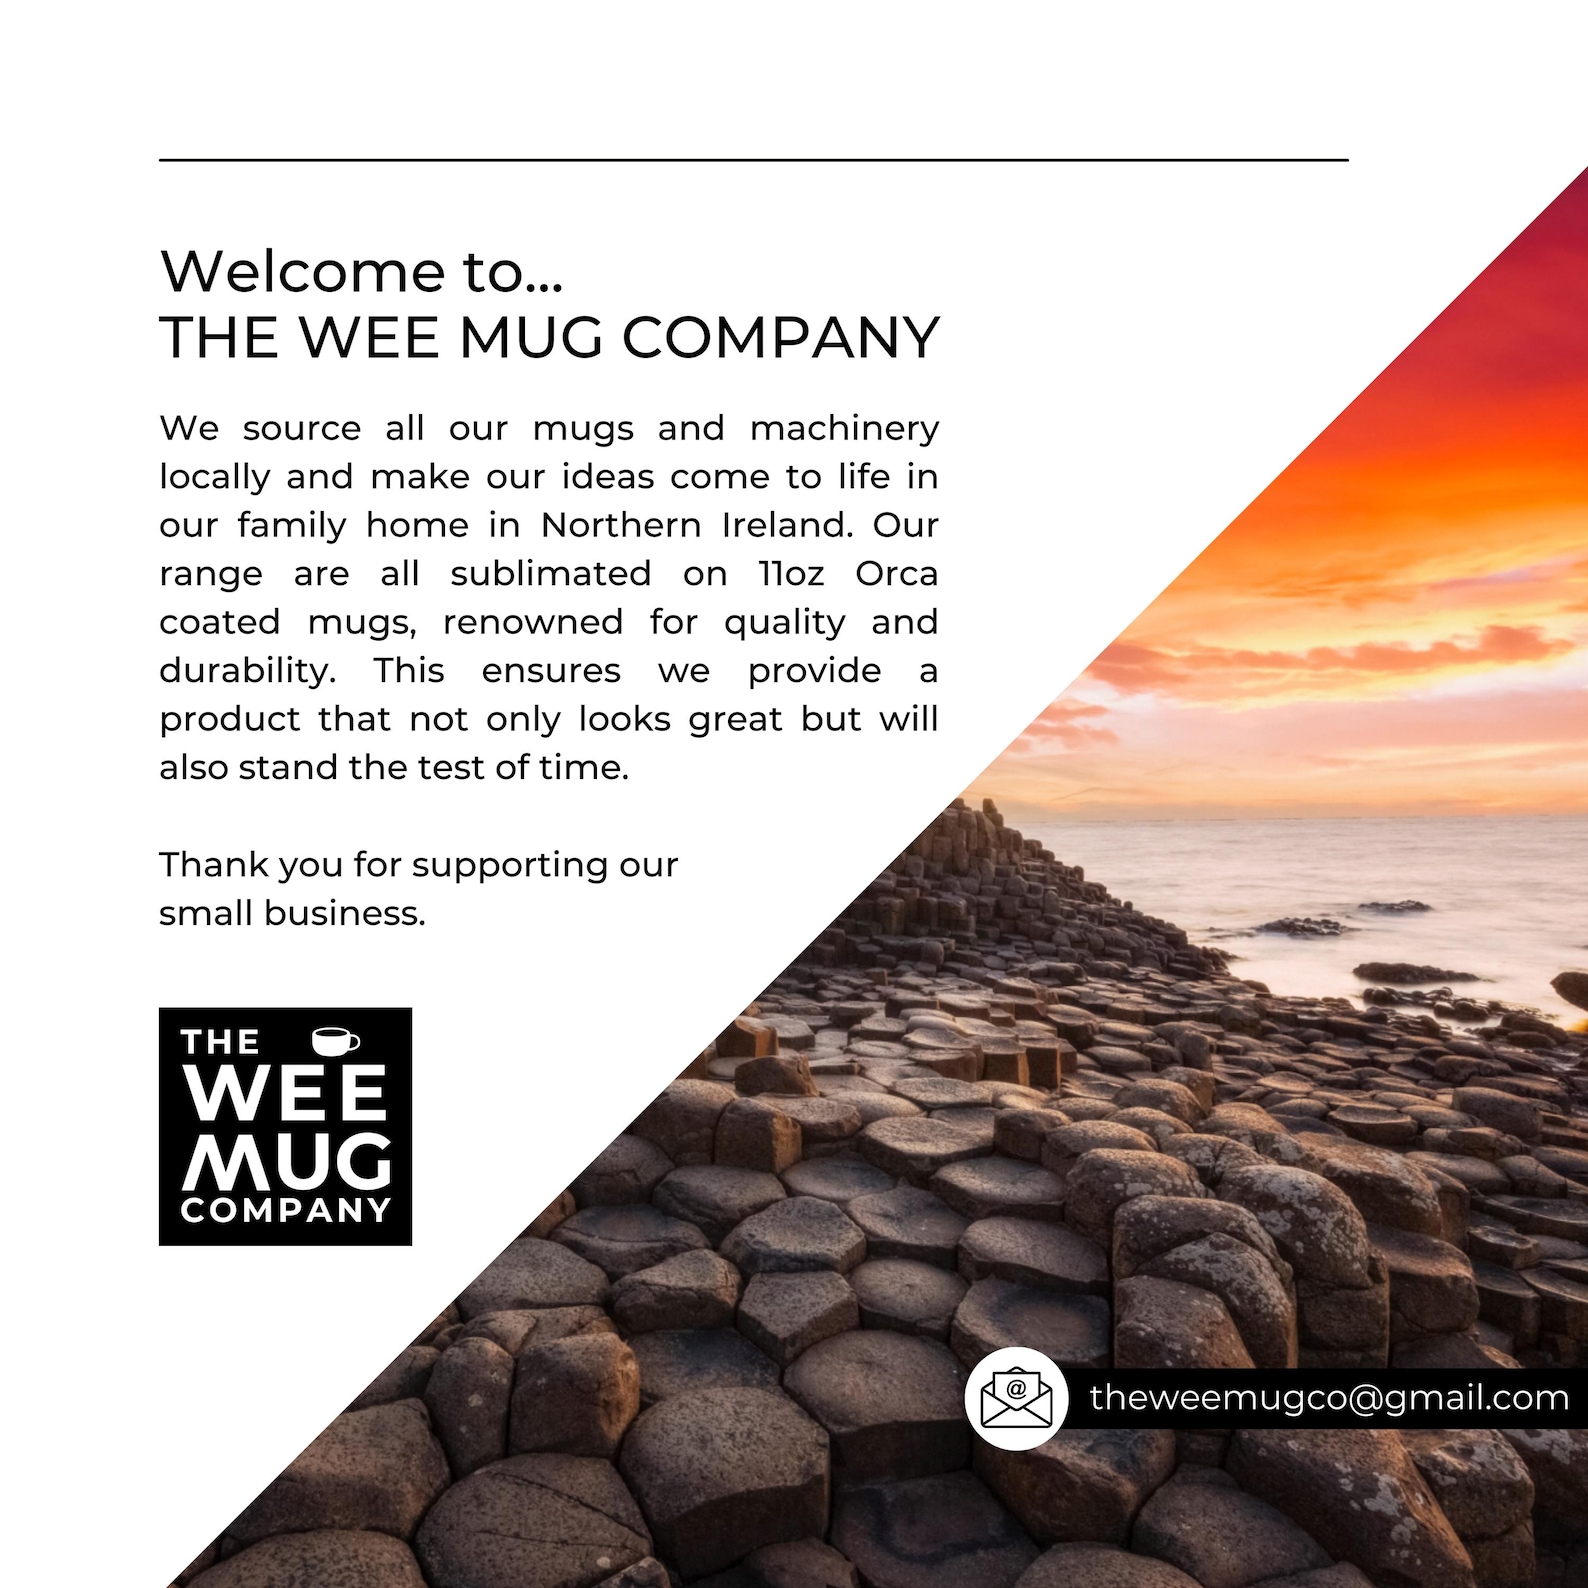 Welcome to...
THE WEE MUG COMPANY
We source all our mugs and machinery
locally and make our ideas come to life in
our family home in Northern Ireland. Our
range are all sublimated on 11oz Orca
coated mugs, renowned for quality and
durability. This ensures we provide a
product that not only looks great but will
also stand the test of time.
Thank you for supporting our
small business.
THE
WEE
MUG
COMPANY
@
theweemugco@gmail.com